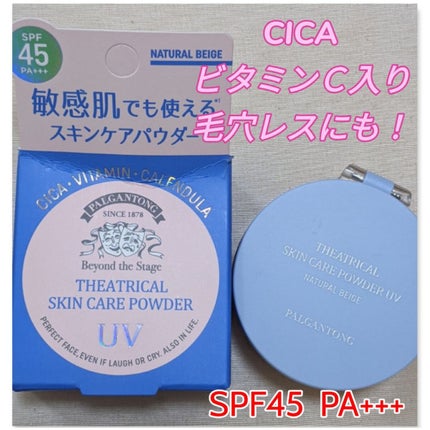 SPF
45
PA+++
NATURAL BEIGE
敏感肌でも使える*¹
スキンケアパウダー
CICA・VITAMIN・CALENDULA
PALGANTONG
SINCE 1878
Beyond the Stage
THEATRICAL
SKIN CARE POWDER
UV
PERFECT FACE, EVEN IF LAUGH OR CRY. ALSO IN LIFE.
CICA
ビタミンC入り
毛穴レスにも！
THEATRICAL
SKIN CARE POWDER UV
NATURAL BEIGE
PALGANTONG
SPF45 PA+++